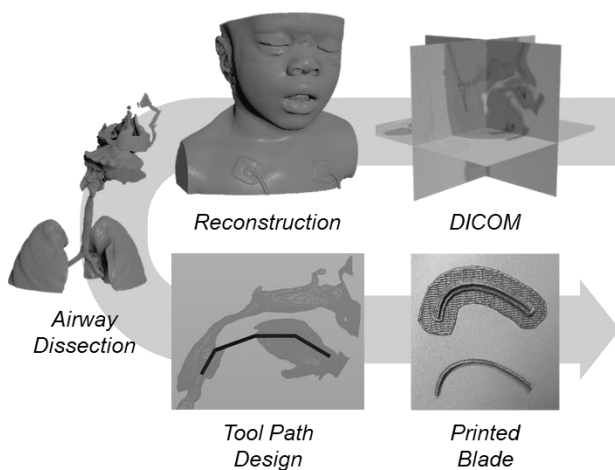 Reconstruction
DICOM
Airway
Dissection
Tool Path
Design
Printed
Blade